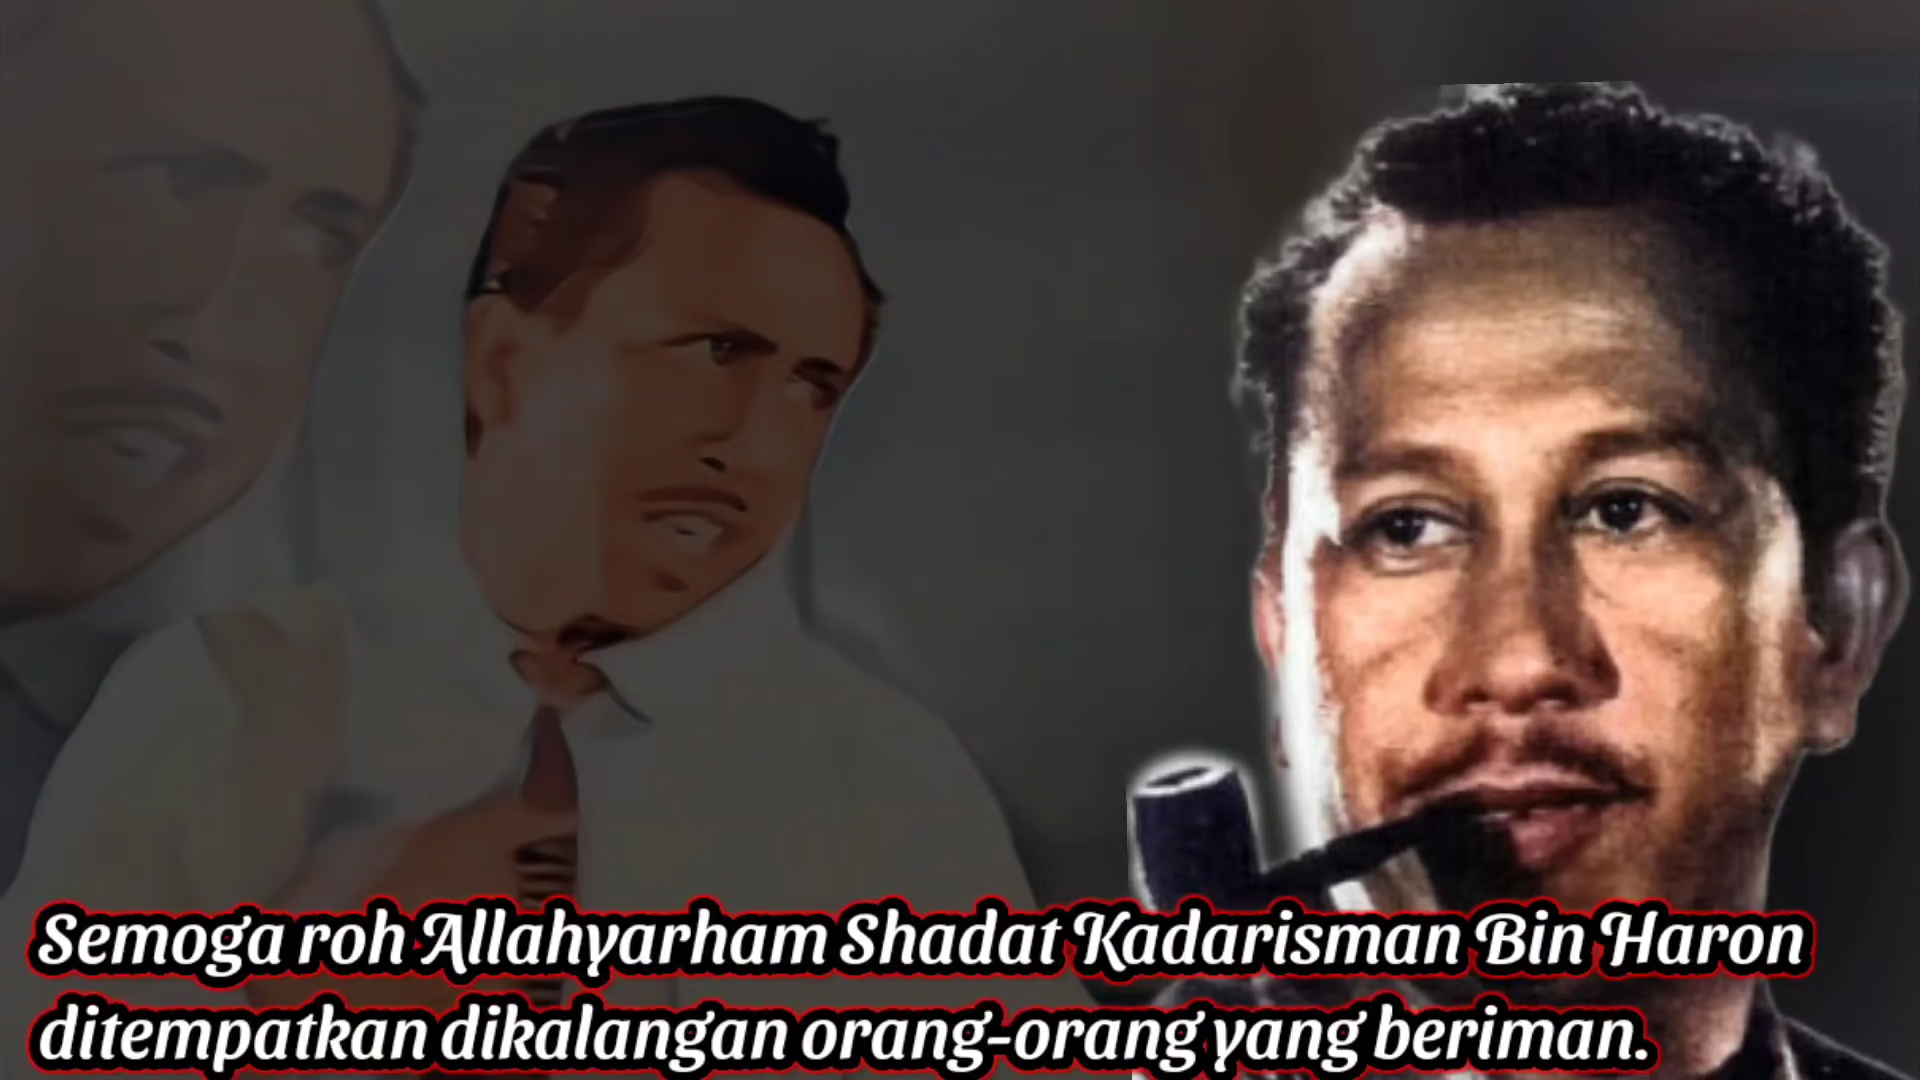 Semoga roh Allahyarham Shadat Kadarisman Bin Haron
ditempatkan dikalangan orang-orang yang beriman.